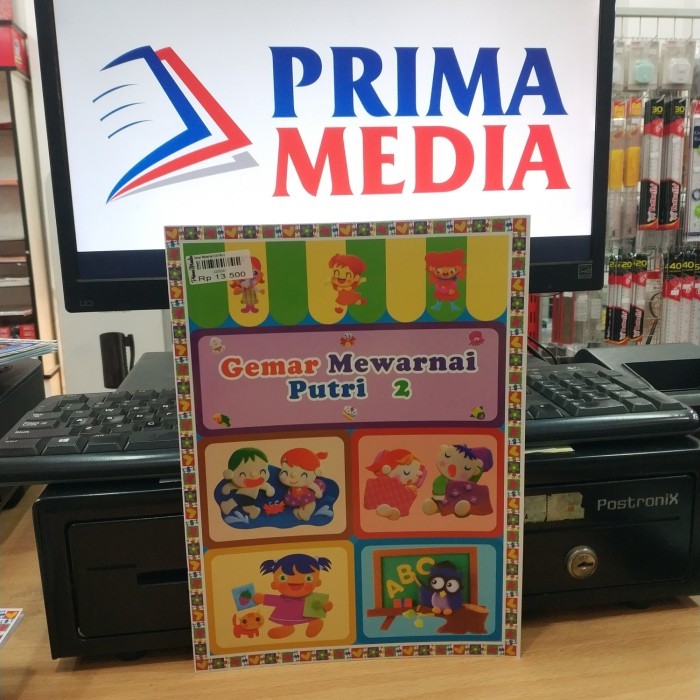 PRIMA
MEDIA
Rp 13.500
Gemar Mewarnai
Putri 2
ABC
PostroniX